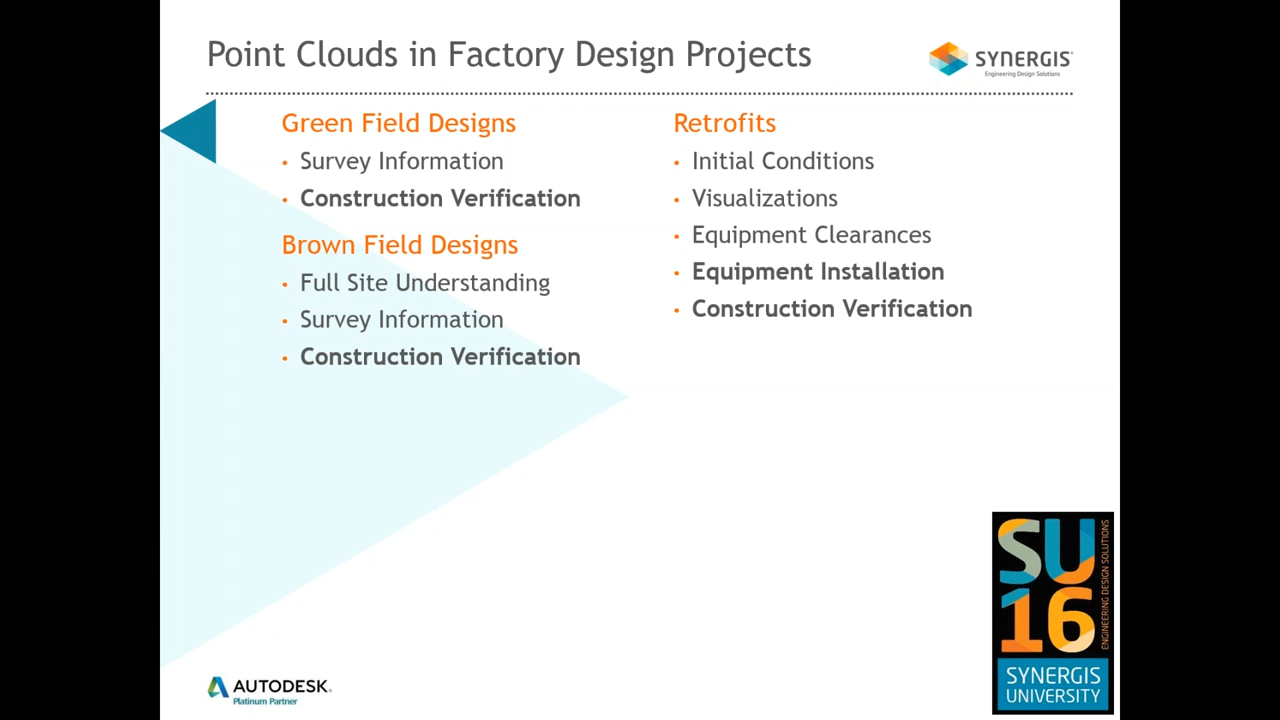 Point Clouds in Factory Design Projects
SYNERGIS
Engineering Design Solutions
Green Field Designs
• Survey Information
• Construction Verification
Brown Field Designs
• Full Site Understanding
• Survey Information
• Construction Verification
Retrofits
• Initial Conditions
• Visualizations
• Equipment Clearances
• Equipment Installation
• Construction Verification
SU
16
ENGINEERING DESIGN SOLUTIONS
SYNERGIS
UNIVERSITY
AUTODESK.
Platinum Partner